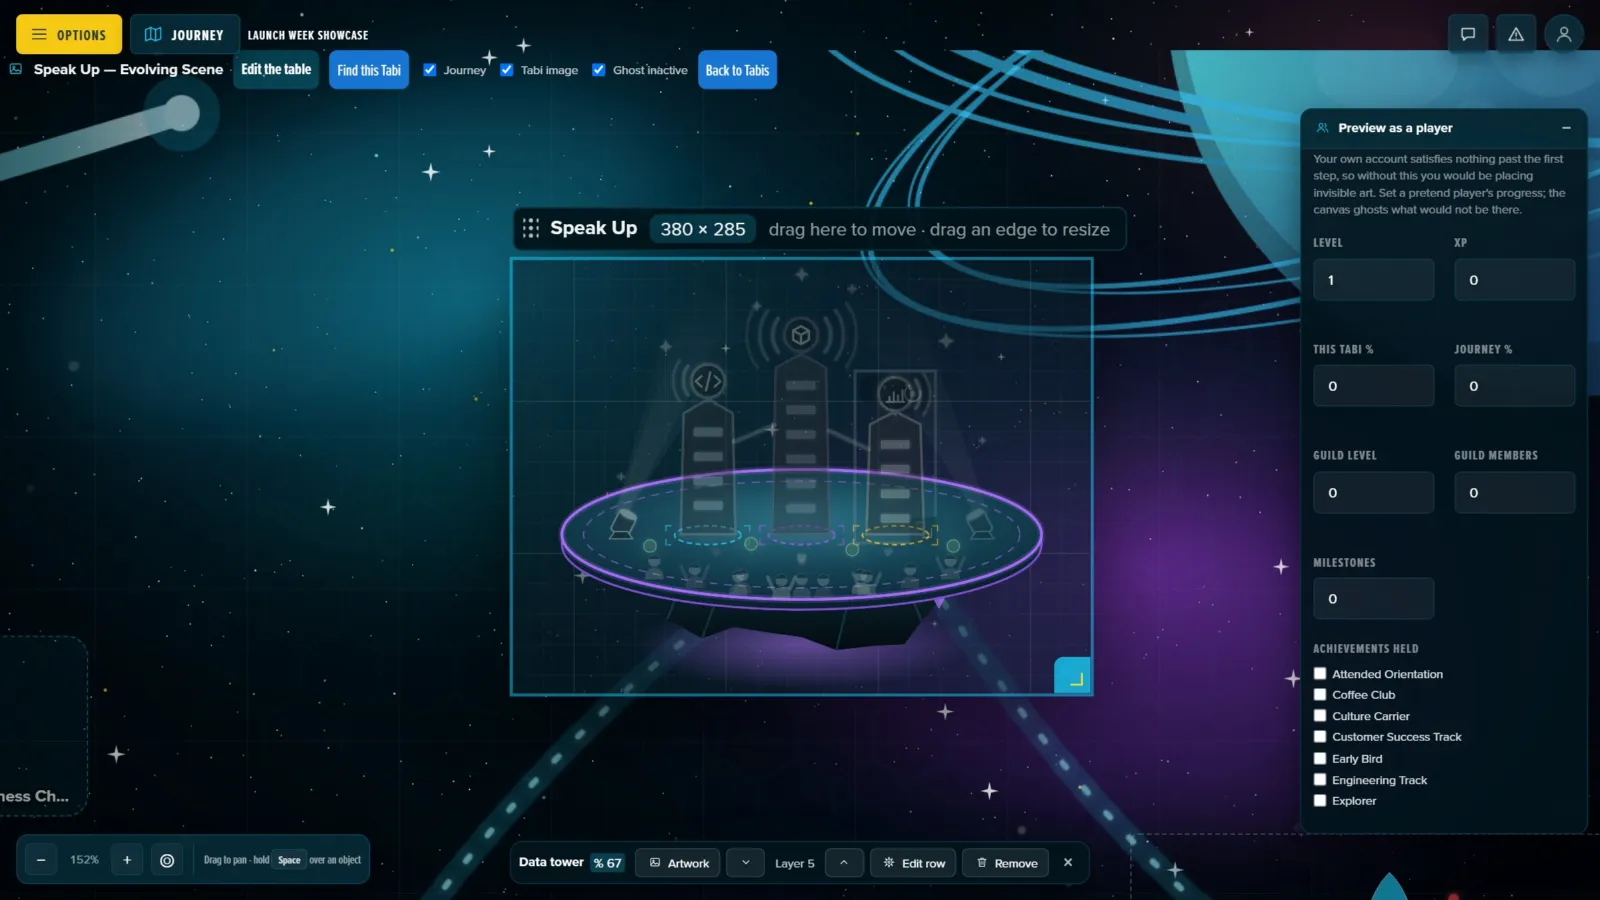 OPTIONS
JOURNEY
LAUNCH WEEK SHOWCASE
Speak Up — Evolving Scene
Edit the table
Find this Tabi
Journey
Tabi image
Ghost inactive
Back to Tabis
Preview as a player
Your own account satisfies nothing past the first
step, so without this you would be placing
invisible art. Set a pretend player's progress; the
canvas ghosts what would not be there.
LEVEL
XP
1
0
THIS TABI %
JOURNEY %
0
0
GUILD LEVEL
GUILD MEMBERS
0
0
MILESTONES
0
ACHIEVEMENTS HELD
Attended Orientation
Coffee Club
Culture Carrier
Customer Success Track
Early Bird
Engineering Track
Explorer
Speak Up
380 × 285
drag here to move · drag an edge to resize
</>
ness Ch...
− 152% +
Drag to pan · hold Space over an object
Data tower
% 67
Artwork
Layer 5
Edit row
Remove